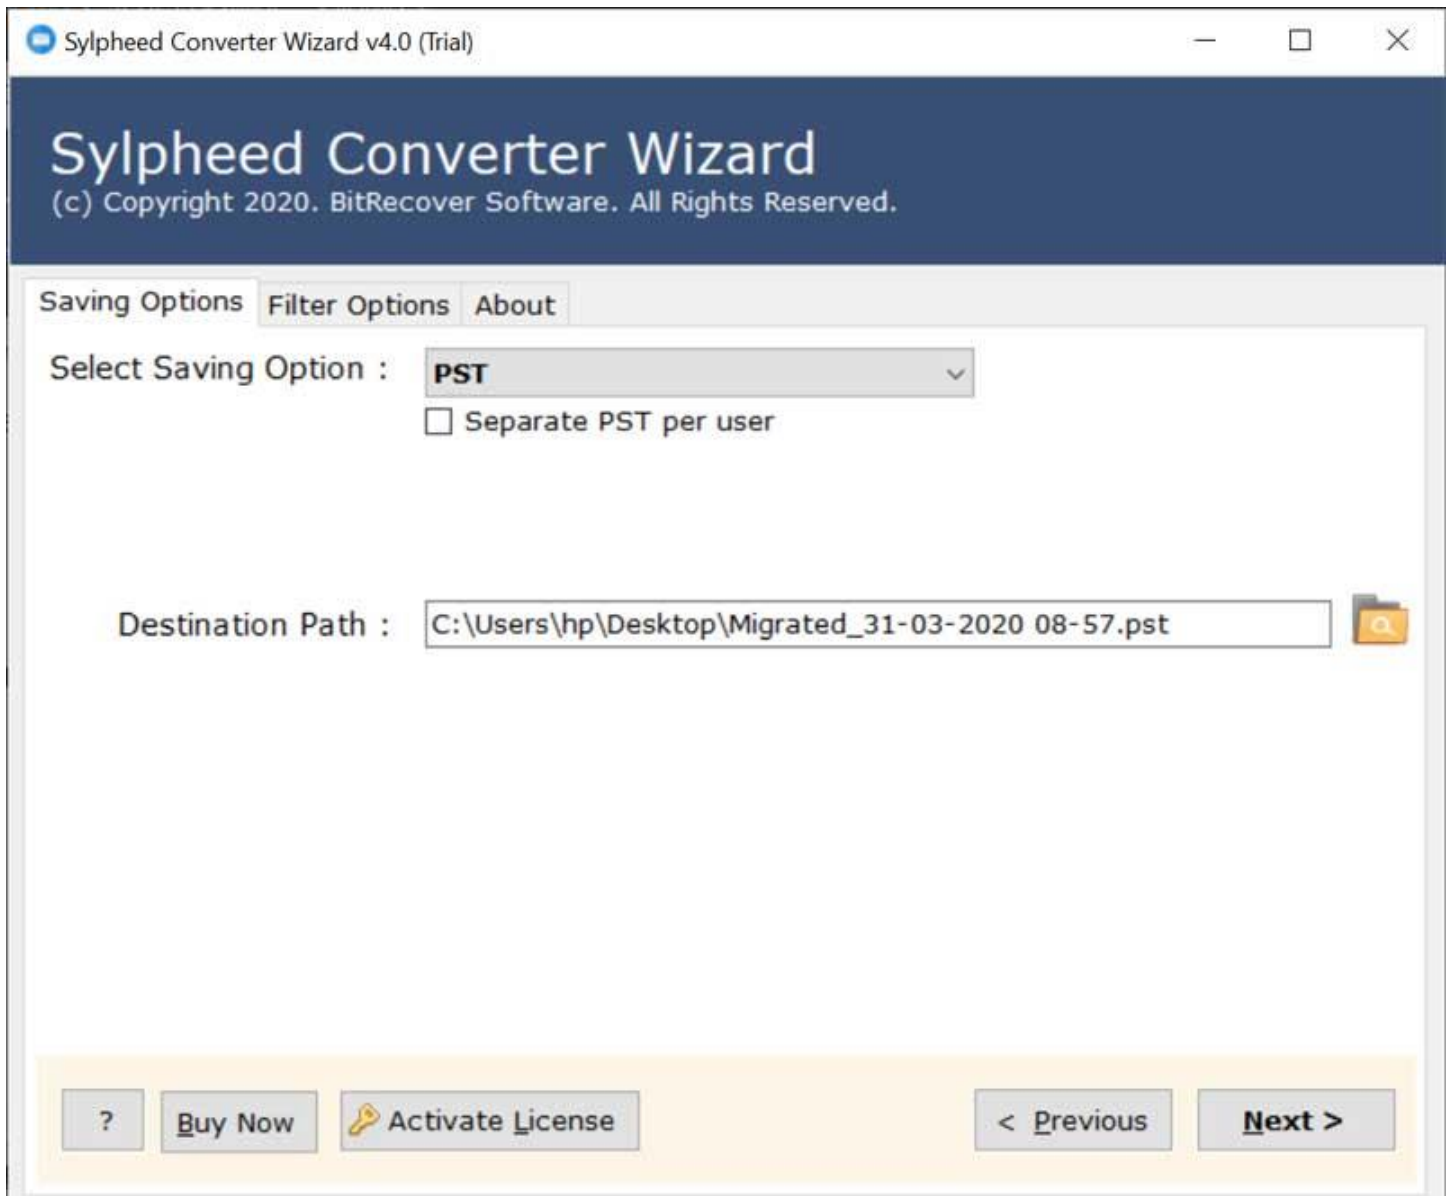 Sylpheed Converter Wizard v4.0 (Trial)
Sylpheed Converter Wizard
(c) Copyright 2020. BitRecover Software. All Rights Reserved.
Saving Options Filter Options About
Select Saving Option : PST
Separate PST per user
Destination Path : C:\Users\hp\Desktop\Migrated_31-03-2020 08-57.pst
? Buy Now Activate License < Previous Next >